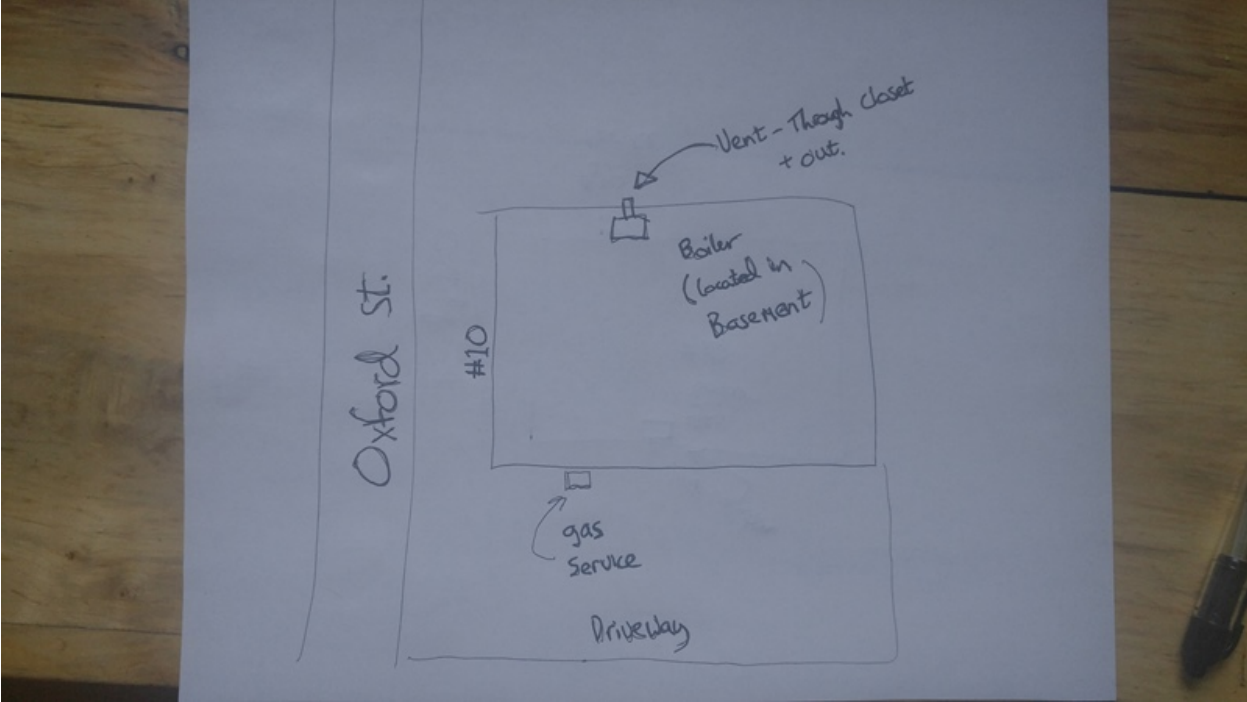 Vent - Though closet
+ out.
Boiler
(located in
Basement)
#10
Oxford St.
gas
Service
Driveway